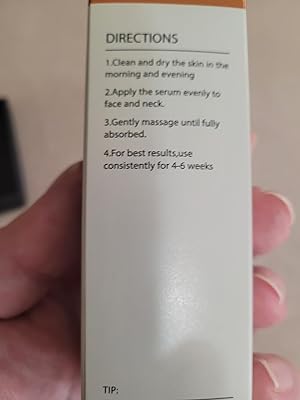 DIRECTIONS
1.Clean and dry the skin in the
morning and evening
2.Apply the serum evenly to
face and neck.
3.Gently massage until fully
absorbed.
4.For best results,use
consistently for 4-6 weeks
TIP: